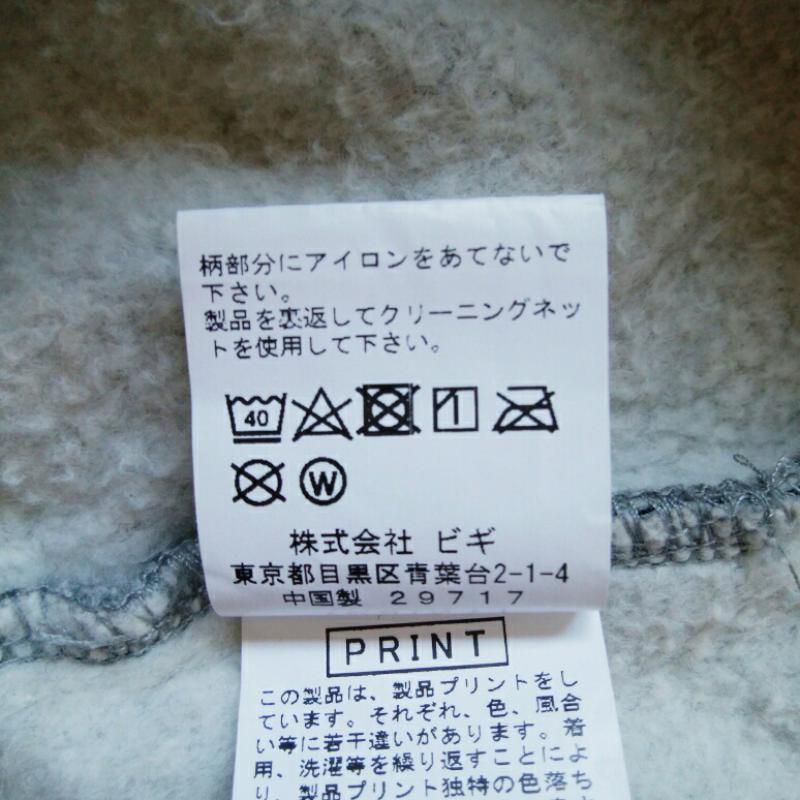 柄部分にアイロンをあてないで
下さい。
製品を裏返してクリーニングネッ
トを使用して下さい。
40
W
株式会社 ビギ
東京都目黒区青葉台2-1-4
中国製 29717
PRINT
この製品は、製品プリントをし
ています。それぞれ、色、風合
い等に若干違いがあります。着
用、洗濯等を繰り返すことによ
り、製品プリント独特の色落ち